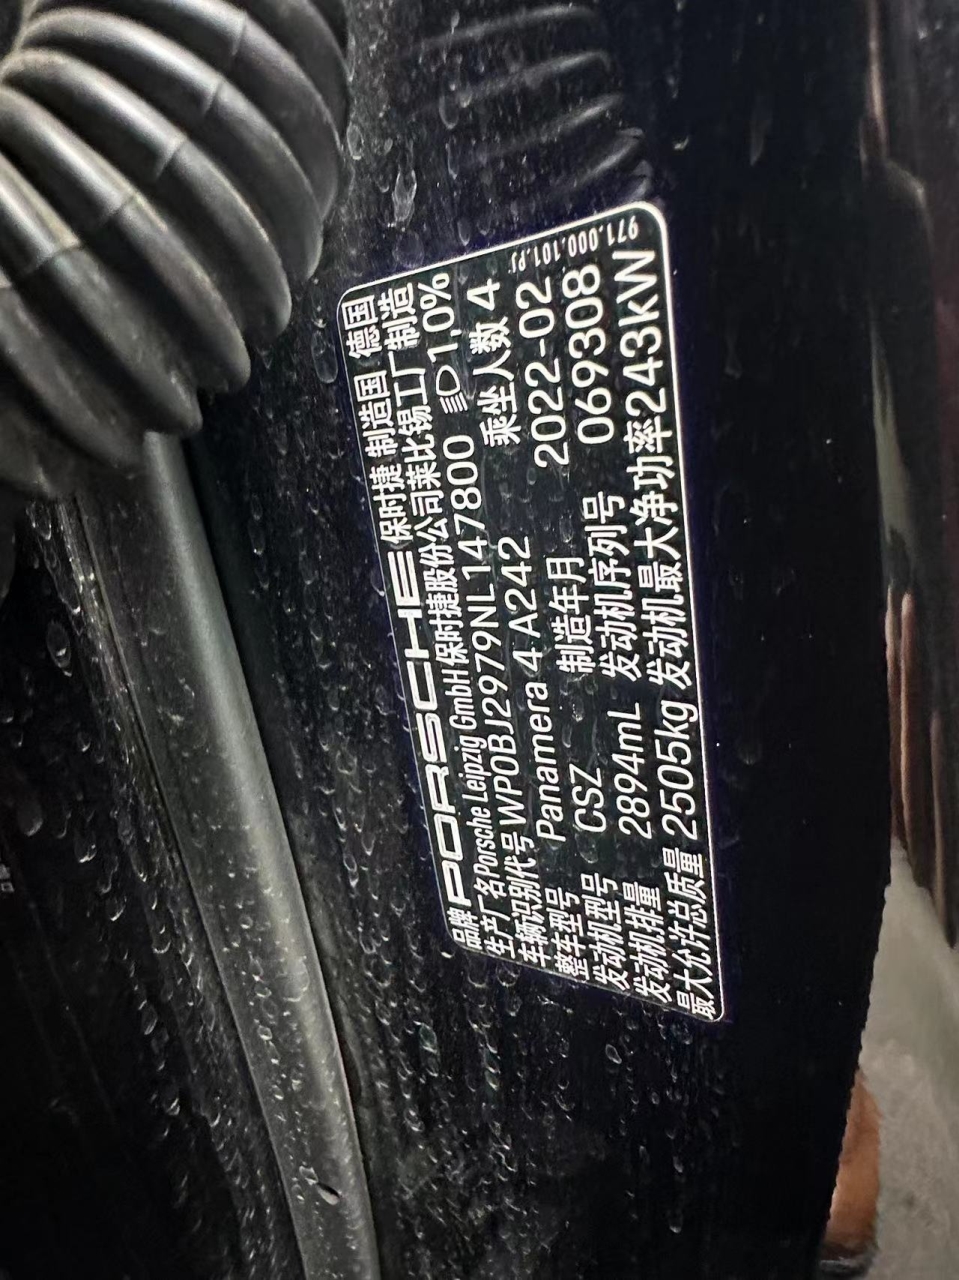 971.000.101.PJ
品牌 PORSCHE 保时捷 制造国 德国
生产厂名 Porsche Leipzig GmbH 保时捷股份公司莱比锡工厂制造
车辆识别代号 WP0BJ2979NL147800 1,0%
整车型号 Panamera 4 A242 乘坐人数 4
发动机型号 CSZ 制造年月 2022-02
发动机排量 2894mL 发动机序列号 069308
最大允许总质量 2505kg 发动机最大净功率 243kW